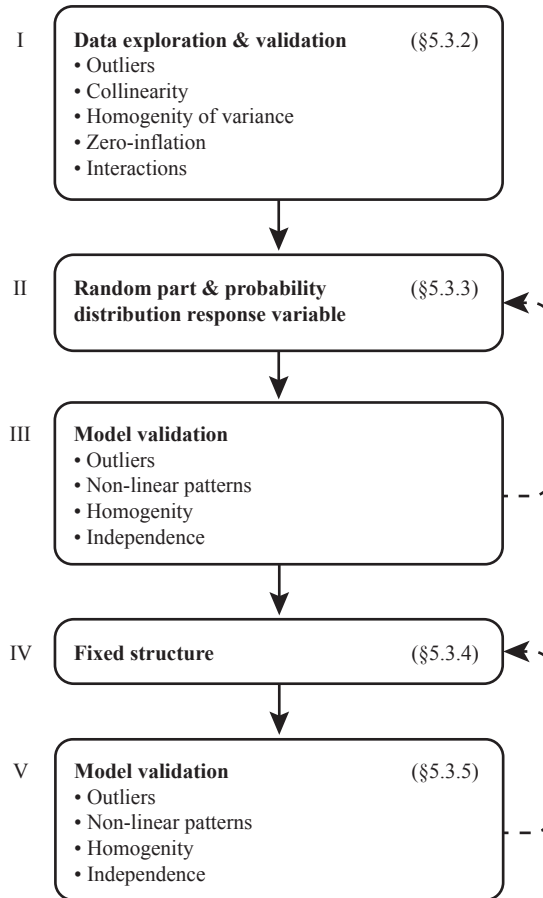 I Data exploration & validation (§5.3.2)
• Outliers
• Collinearity
• Homogenity of variance
• Zero-inflation
• Interactions
II Random part & probability (§5.3.3)
distribution response variable
III Model validation
• Outliers
• Non-linear patterns
• Homogenity
• Independence
IV Fixed structure (§5.3.4)
V Model validation (§5.3.5)
• Outliers
• Non-linear patterns
• Homogenity
• Independence